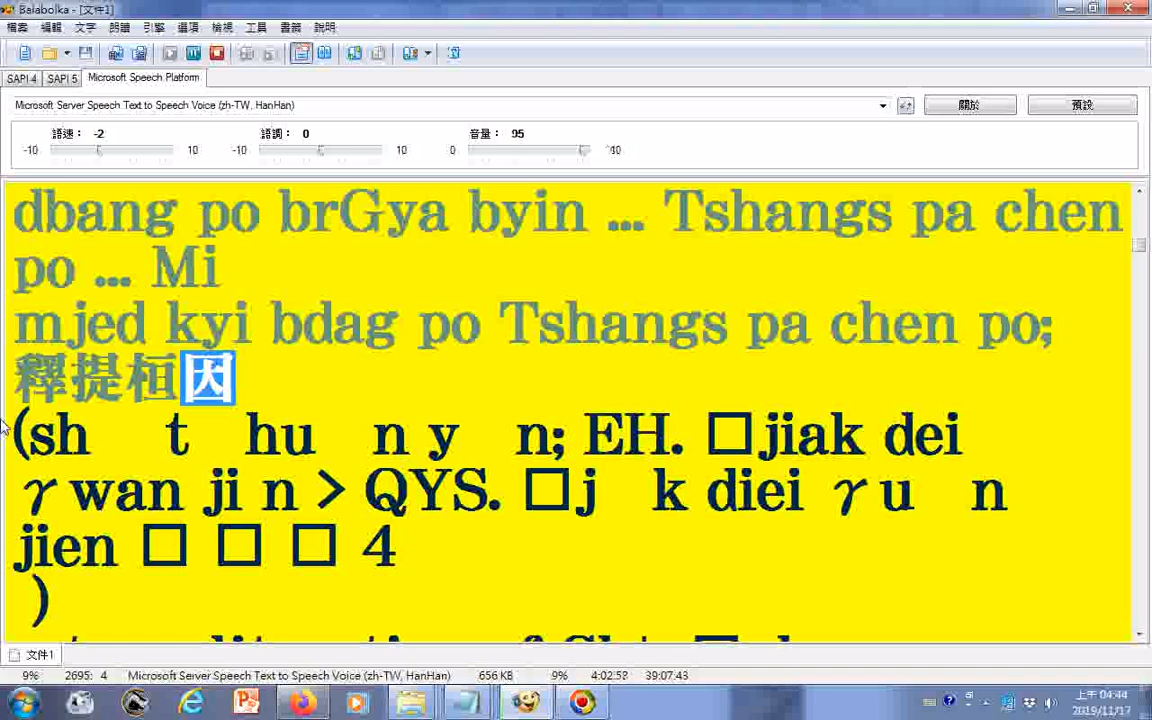 Balabolka - [文件1]
檔案 編輯 文字 朗讀 引擎 選項 檢視 工具 書籤 說明
SAPI 4 SAPI 5 Microsoft Speech Platform
Microsoft Server Speech Text to Speech Voice (zh-TW, HanHan) 關於 預設
語速： -2 語調： 0 音量： 95
-10 10 -10 10 0
dbang po brGya byin ... Tshangs pa chen
po ... Mi
mjed kyi bdag po Tshangs pa chen po;
釋提桓因
(sh t hu n y n; EH. □jiak dei
γwan ji n > QYS. □j k diei γu n
jien □ □ □ 4
)
文件1
9% 2695: 4 Microsoft Server Speech Text to Speech Voice (zh-TW, HanHan) 656 KB 9% 4:02:52 39:07:43
上午 04:44
2019/11/17